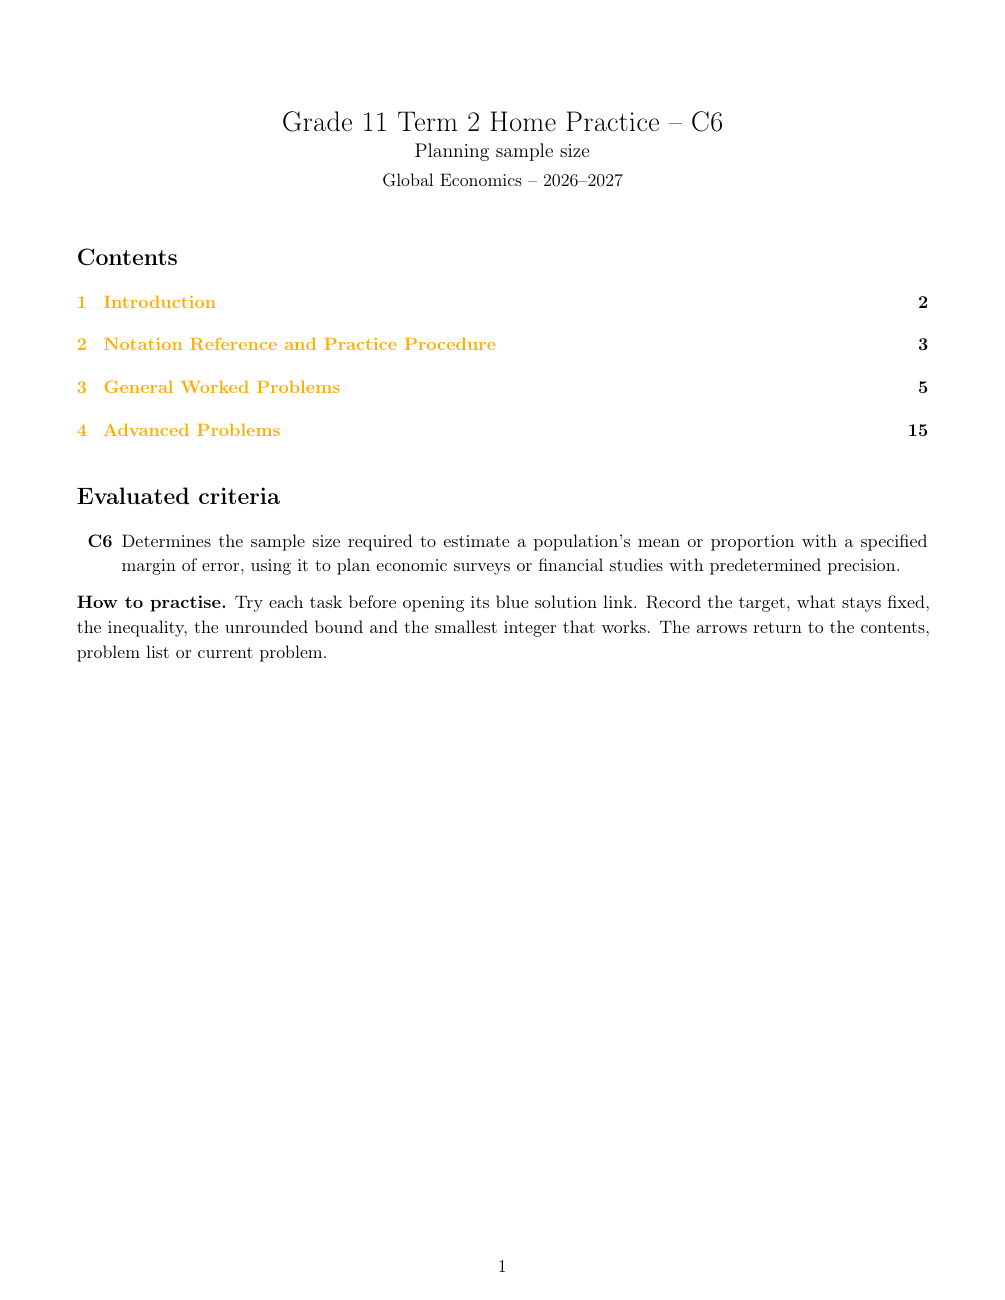 Grade 11 Term 2 Home Practice – C6
Planning sample size
Global Economics – 2026–2027
Contents
1 Introduction 2
2 Notation Reference and Practice Procedure 3
3 General Worked Problems 5
4 Advanced Problems 15
Evaluated criteria
C6 Determines the sample size required to estimate a population's mean or proportion with a specified
margin of error, using it to plan economic surveys or financial studies with predetermined precision.
How to practise. Try each task before opening its blue solution link. Record the target, what stays fixed,
the inequality, the unrounded bound and the smallest integer that works. The arrows return to the contents,
problem list or current problem.
1